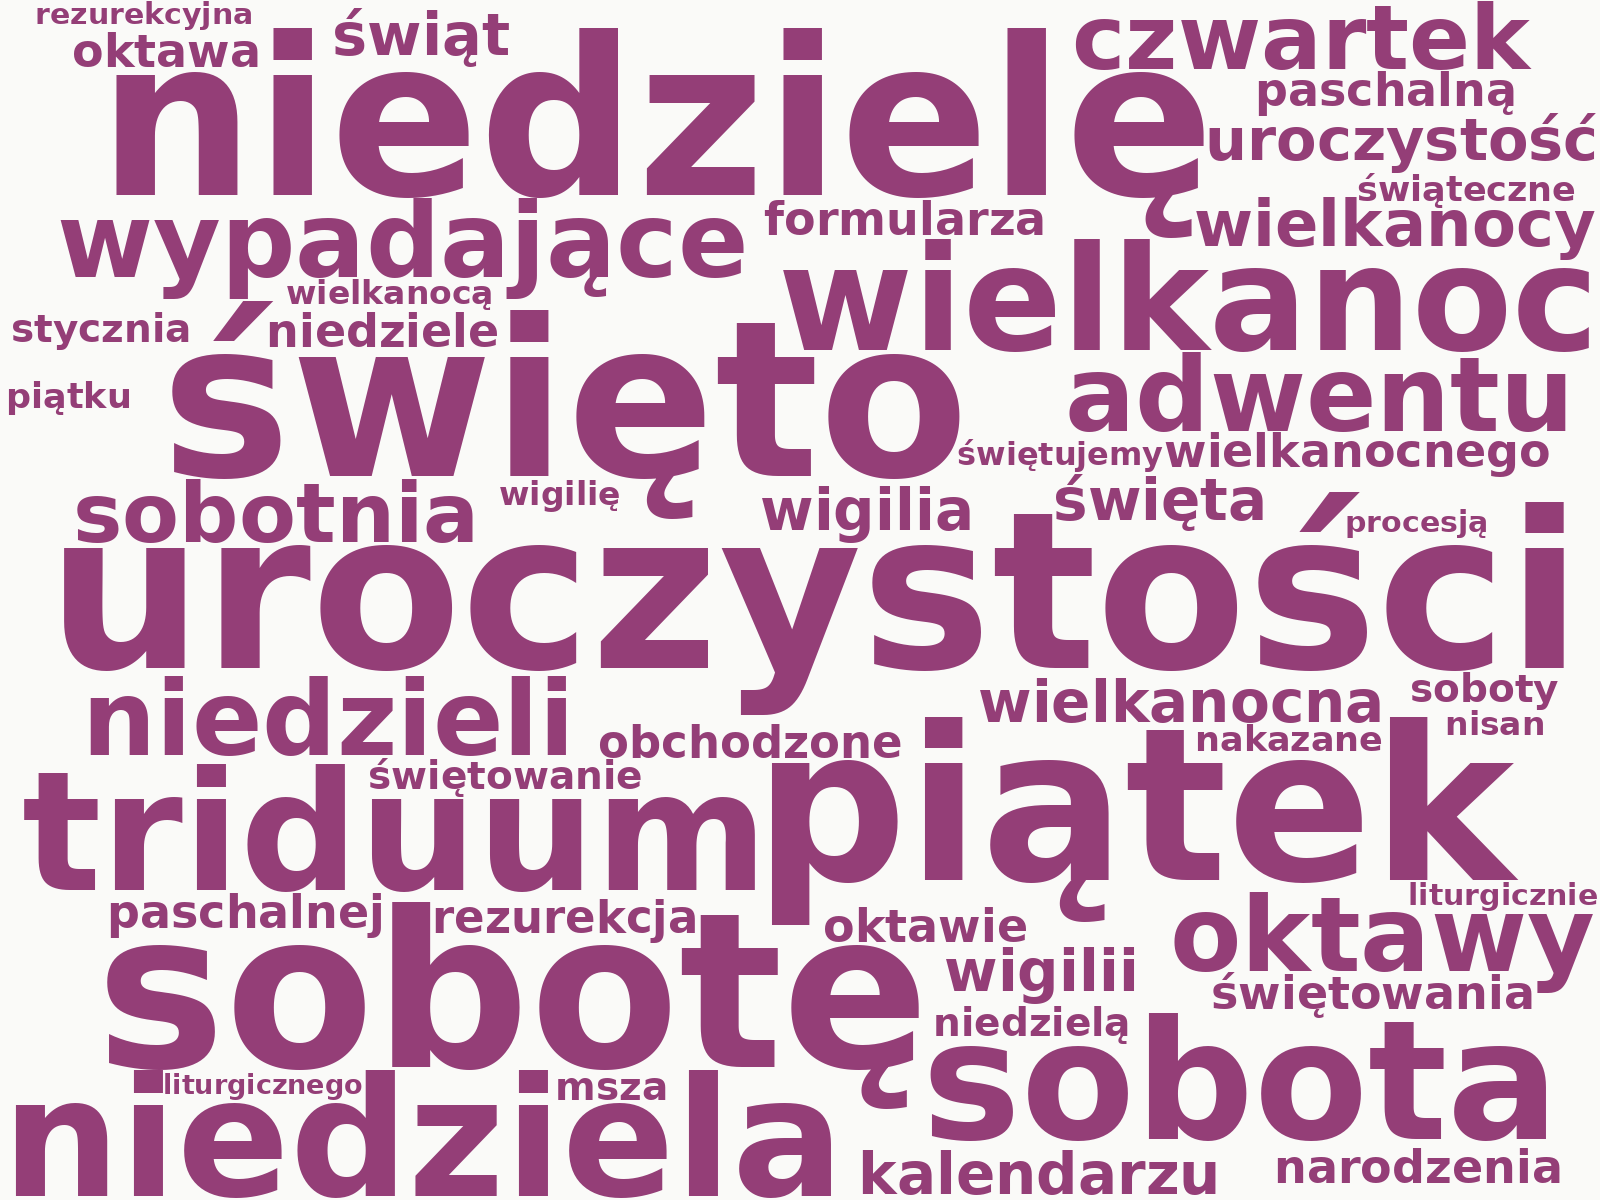 rezurekcyjna
oktawa
świąt
niedzielę
czwartek
paschalną
uroczystość
świąteczne
wypadające
formularza
wielkanocy
wielkanoc
wielkanocą
stycznia
niedziele
święto
piątku
adwentu
świętujemy
wielkanocnego
sobotnia
wigilię
wigilia
święta
procesją
uroczystości
niedzieli
wielkanocna
soboty
nisan
obchodzone
nakazane
piątek
świętowanie
triduum
liturgicznie
paschalnej
rezurekcja
oktawie
oktawy
sobotę
wigilii
świętowania
niedzielą
sobota
liturgicznego
msza
niedziela
kalendarzu
narodzenia